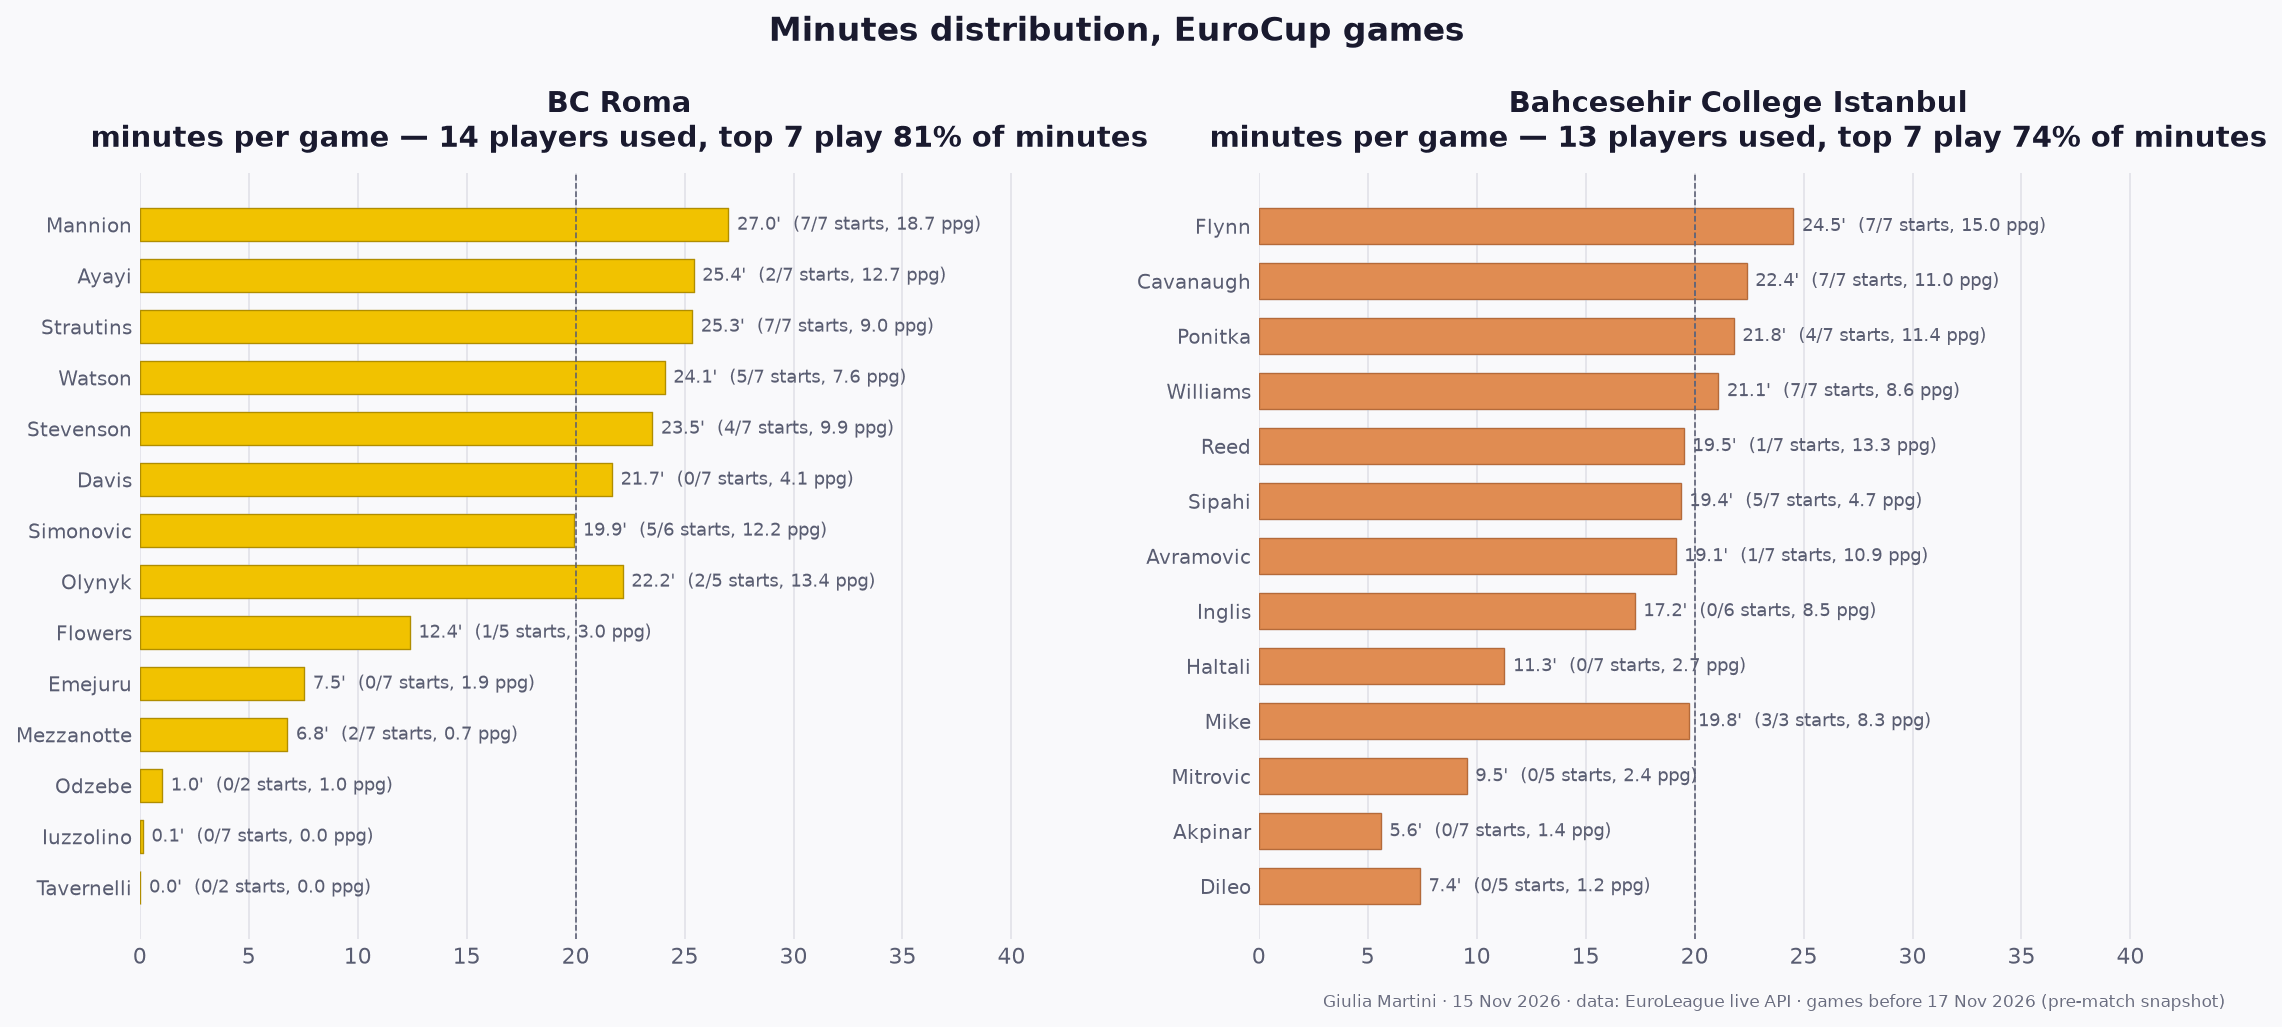 Minutes distribution, EuroCup games
BC Roma
minutes per game — 14 players used, top 7 play 81% of minutes
Mannion 27.0' (7/7 starts, 18.7 ppg)
Ayayi 25.4' (2/7 starts, 12.7 ppg)
Strautins 25.3' (7/7 starts, 9.0 ppg)
Watson 24.1' (5/7 starts, 7.6 ppg)
Stevenson 23.5' (4/7 starts, 9.9 ppg)
Davis 21.7' (0/7 starts, 4.1 ppg)
Simonovic 19.9' (5/6 starts, 12.2 ppg)
Olynyk 22.2' (2/5 starts, 13.4 ppg)
Flowers 12.4' (1/5 starts, 3.0 ppg)
Emejuru 7.5' (0/7 starts, 1.9 ppg)
Mezzanotte 6.8' (2/7 starts, 0.7 ppg)
Odzebe 1.0' (0/2 starts, 1.0 ppg)
Iuzzolino 0.1' (0/7 starts, 0.0 ppg)
Tavernelli 0.0' (0/2 starts, 0.0 ppg)
0 5 10 15 20 25 30 35 40
Bahcesehir College Istanbul
minutes per game — 13 players used, top 7 play 74% of minutes
Flynn 24.5' (7/7 starts, 15.0 ppg)
Cavanaugh 22.4' (7/7 starts, 11.0 ppg)
Ponitka 21.8' (4/7 starts, 11.4 ppg)
Williams 21.1' (7/7 starts, 8.6 ppg)
Reed 19.5' (1/7 starts, 13.3 ppg)
Sipahi 19.4' (5/7 starts, 4.7 ppg)
Avramovic 19.1' (1/7 starts, 10.9 ppg)
Inglis 17.2' (0/6 starts, 8.5 ppg)
Haltali 11.3' (0/7 starts, 2.7 ppg)
Mike 19.8' (3/3 starts, 8.3 ppg)
Mitrovic 9.5' (0/5 starts, 2.4 ppg)
Akpinar 5.6' (0/7 starts, 1.4 ppg)
Dileo 7.4' (0/5 starts, 1.2 ppg)
0 5 10 15 20 25 30 35 40
Giulia Martini · 15 Nov 2026 · data: EuroLeague live API · games before 17 Nov 2026 (pre-match snapshot)